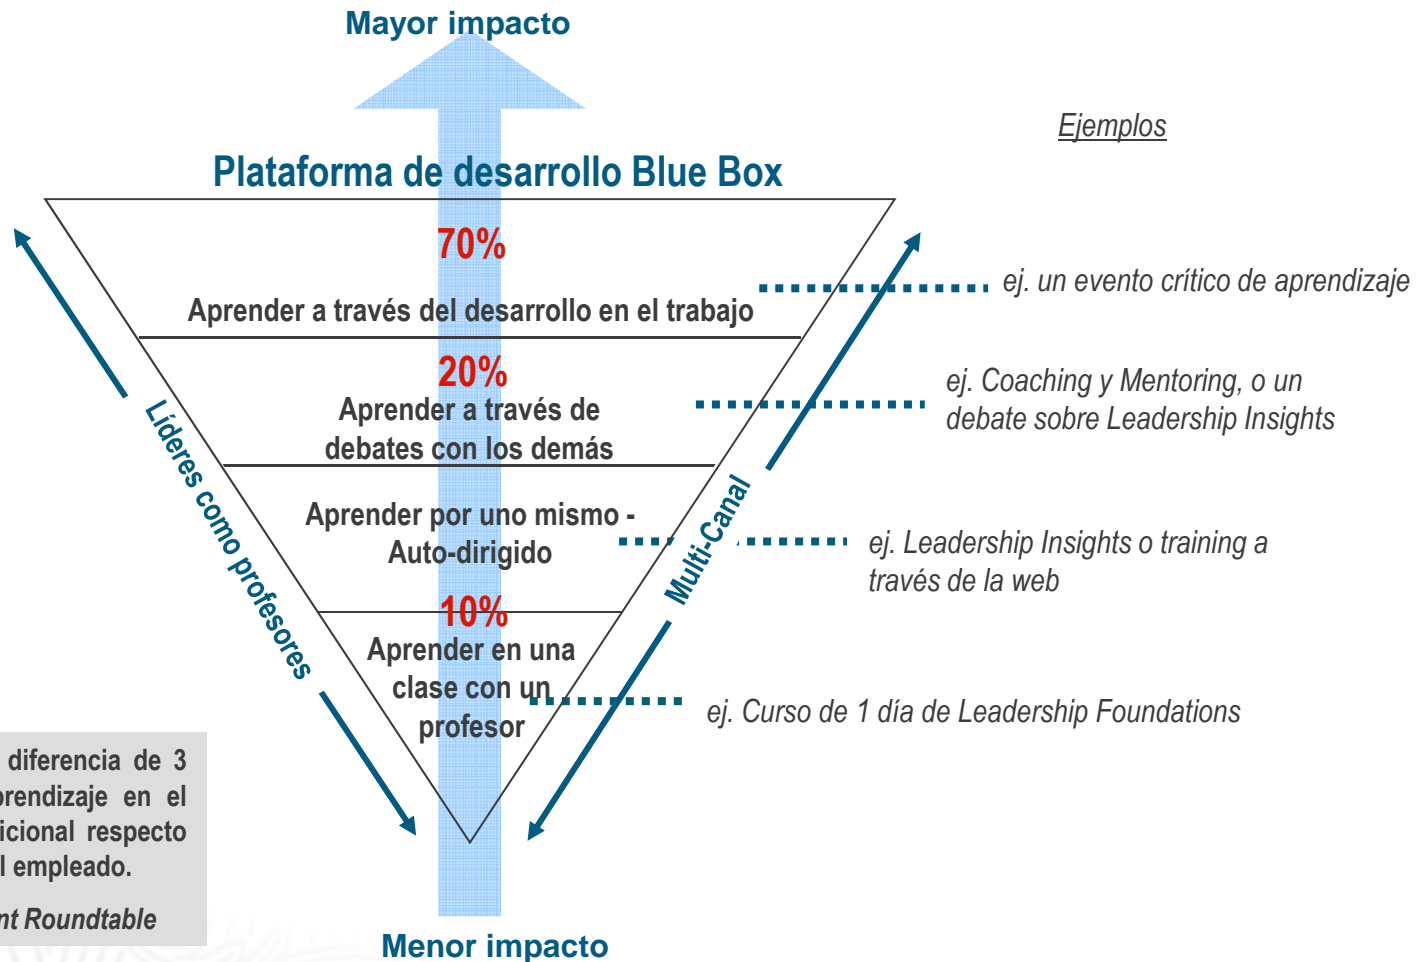 Mayor impacto
Ejemplos
Plataforma de desarrollo Blue Box
70%
Aprender a través del desarrollo en el trabajo
ej. un evento crítico de aprendizaje
20%
Aprender a través de
debates con los demás
ej. Coaching y Mentoring, o un
debate sobre Leadership Insights
Líderes como profesores
Multi-Canal
Aprender por uno mismo -
Auto-dirigido
ej. Leadership Insights o training a
través de la web
10%
Aprender en una
clase con un
profesor
ej. Curso de 1 día de Leadership Foundations
diferencia de 3
en el
respecto
empleado.
Roundtable
Menor impacto